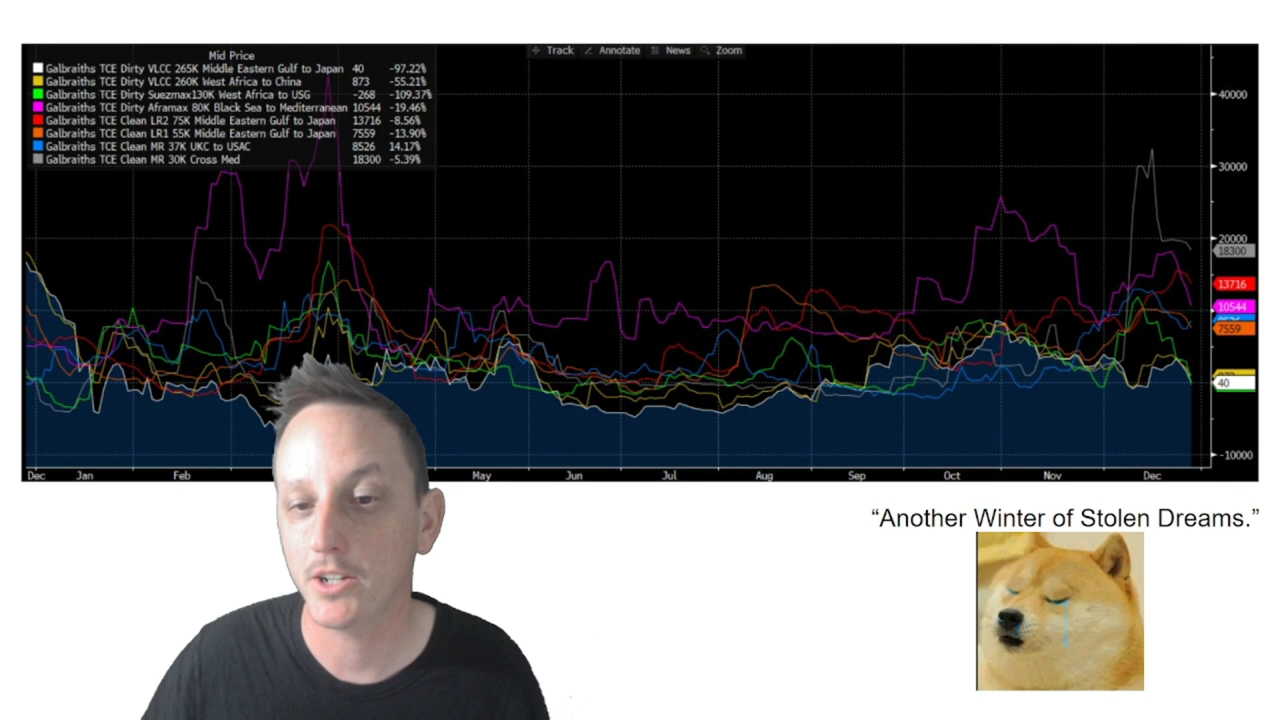 Track Annotate News Zoom
Mid Price
Galbraiths TCE Dirty VLCC 265K Middle Eastern Gulf to Japan 40 -97.22%
Galbraiths TCE Dirty VLCC 260K West Africa to China 873 -55.21%
Galbraiths TCE Dirty Suezmax130K West Africa to USG -268 -109.37%
Galbraiths TCE Dirty Aframax 80K Black Sea to Mediterranean 10544 -19.46%
Galbraiths TCE Clean LR2 75K Middle Eastern Gulf to Japan 13716 -8.56%
Galbraiths TCE Clean LR1 55K Middle Eastern Gulf to Japan 7559 -13.90%
Galbraiths TCE Clean MR 37K UKC to USAC 8526 14.17%
Galbraiths TCE Clean MR 30K Cross Med 18300 -5.39%
40000
30000
20000
18300
13716
10544
7559
40
-10000
Dec Jan Feb May Jun Jul Aug Sep Oct Nov Dec
“Another Winter of Stolen Dreams.”